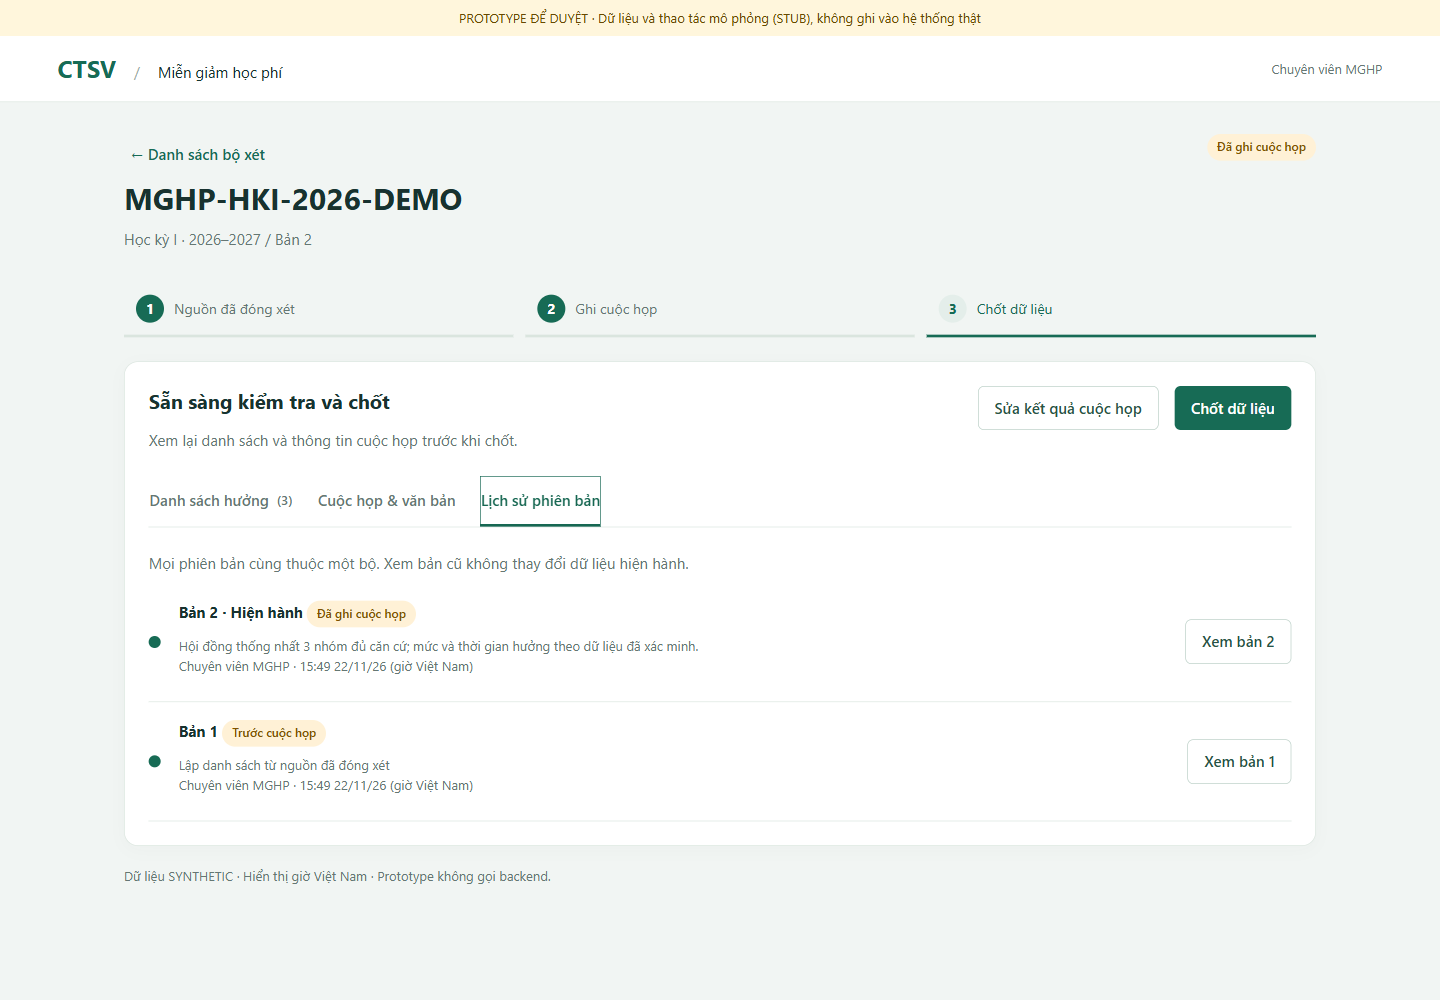 PROTOTYPE ĐỂ DUYỆT · Dữ liệu và thao tác mô phỏng (STUB), không ghi vào hệ thống thật
CTSV / Miễn giảm học phí
Chuyên viên MGHP
← Danh sách bộ xét
Đã ghi cuộc họp
MGHP-HKI-2026-DEMO
Học kỳ I · 2026–2027 / Bản 2
1 Nguồn đã đóng xét
2 Ghi cuộc họp
3 Chốt dữ liệu
Sẵn sàng kiểm tra và chốt
Sửa kết quả cuộc họp
Chốt dữ liệu
Xem lại danh sách và thông tin cuộc họp trước khi chốt.
Danh sách hưởng (3)
Cuộc họp & văn bản
Lịch sử phiên bản
Mọi phiên bản cùng thuộc một bộ. Xem bản cũ không thay đổi dữ liệu hiện hành.
Bản 2 · Hiện hành Đã ghi cuộc họp
Hội đồng thống nhất 3 nhóm đủ căn cứ; mức và thời gian hưởng theo dữ liệu đã xác minh.
Chuyên viên MGHP · 15:49 22/11/26 (giờ Việt Nam)
Xem bản 2
Bản 1 Trước cuộc họp
Lập danh sách từ nguồn đã đóng xét
Chuyên viên MGHP · 15:49 22/11/26 (giờ Việt Nam)
Xem bản 1
Dữ liệu SYNTHETIC · Hiển thị giờ Việt Nam · Prototype không gọi backend.